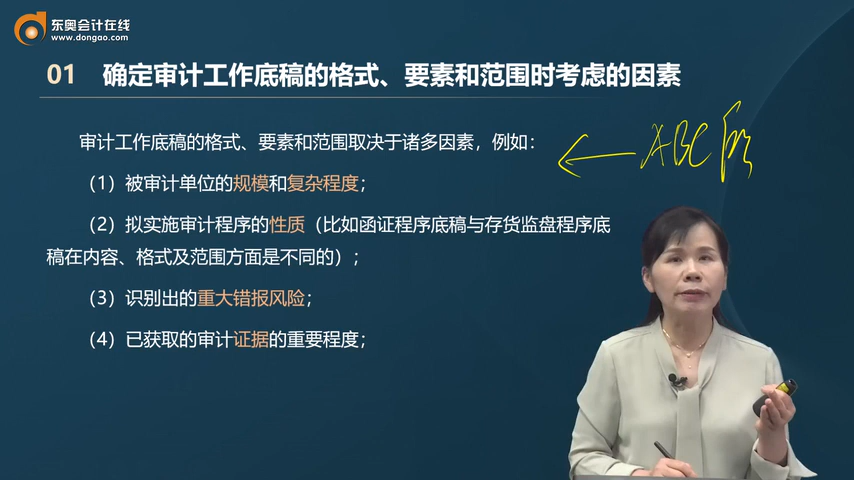 东奥会计在线
www.dongao.com
01 确定审计工作底稿的格式、要素和范围时考虑的因素
审计工作底稿的格式、要素和范围取决于诸多因素，例如：
ABC所
（1）被审计单位的规模和复杂程度；
（2）拟实施审计程序的性质（比如函证程序底稿与存货监盘程序底
稿在内容、格式及范围方面是不同的）；
（3）识别出的重大错报风险；
（4）已获取的审计证据的重要程度；